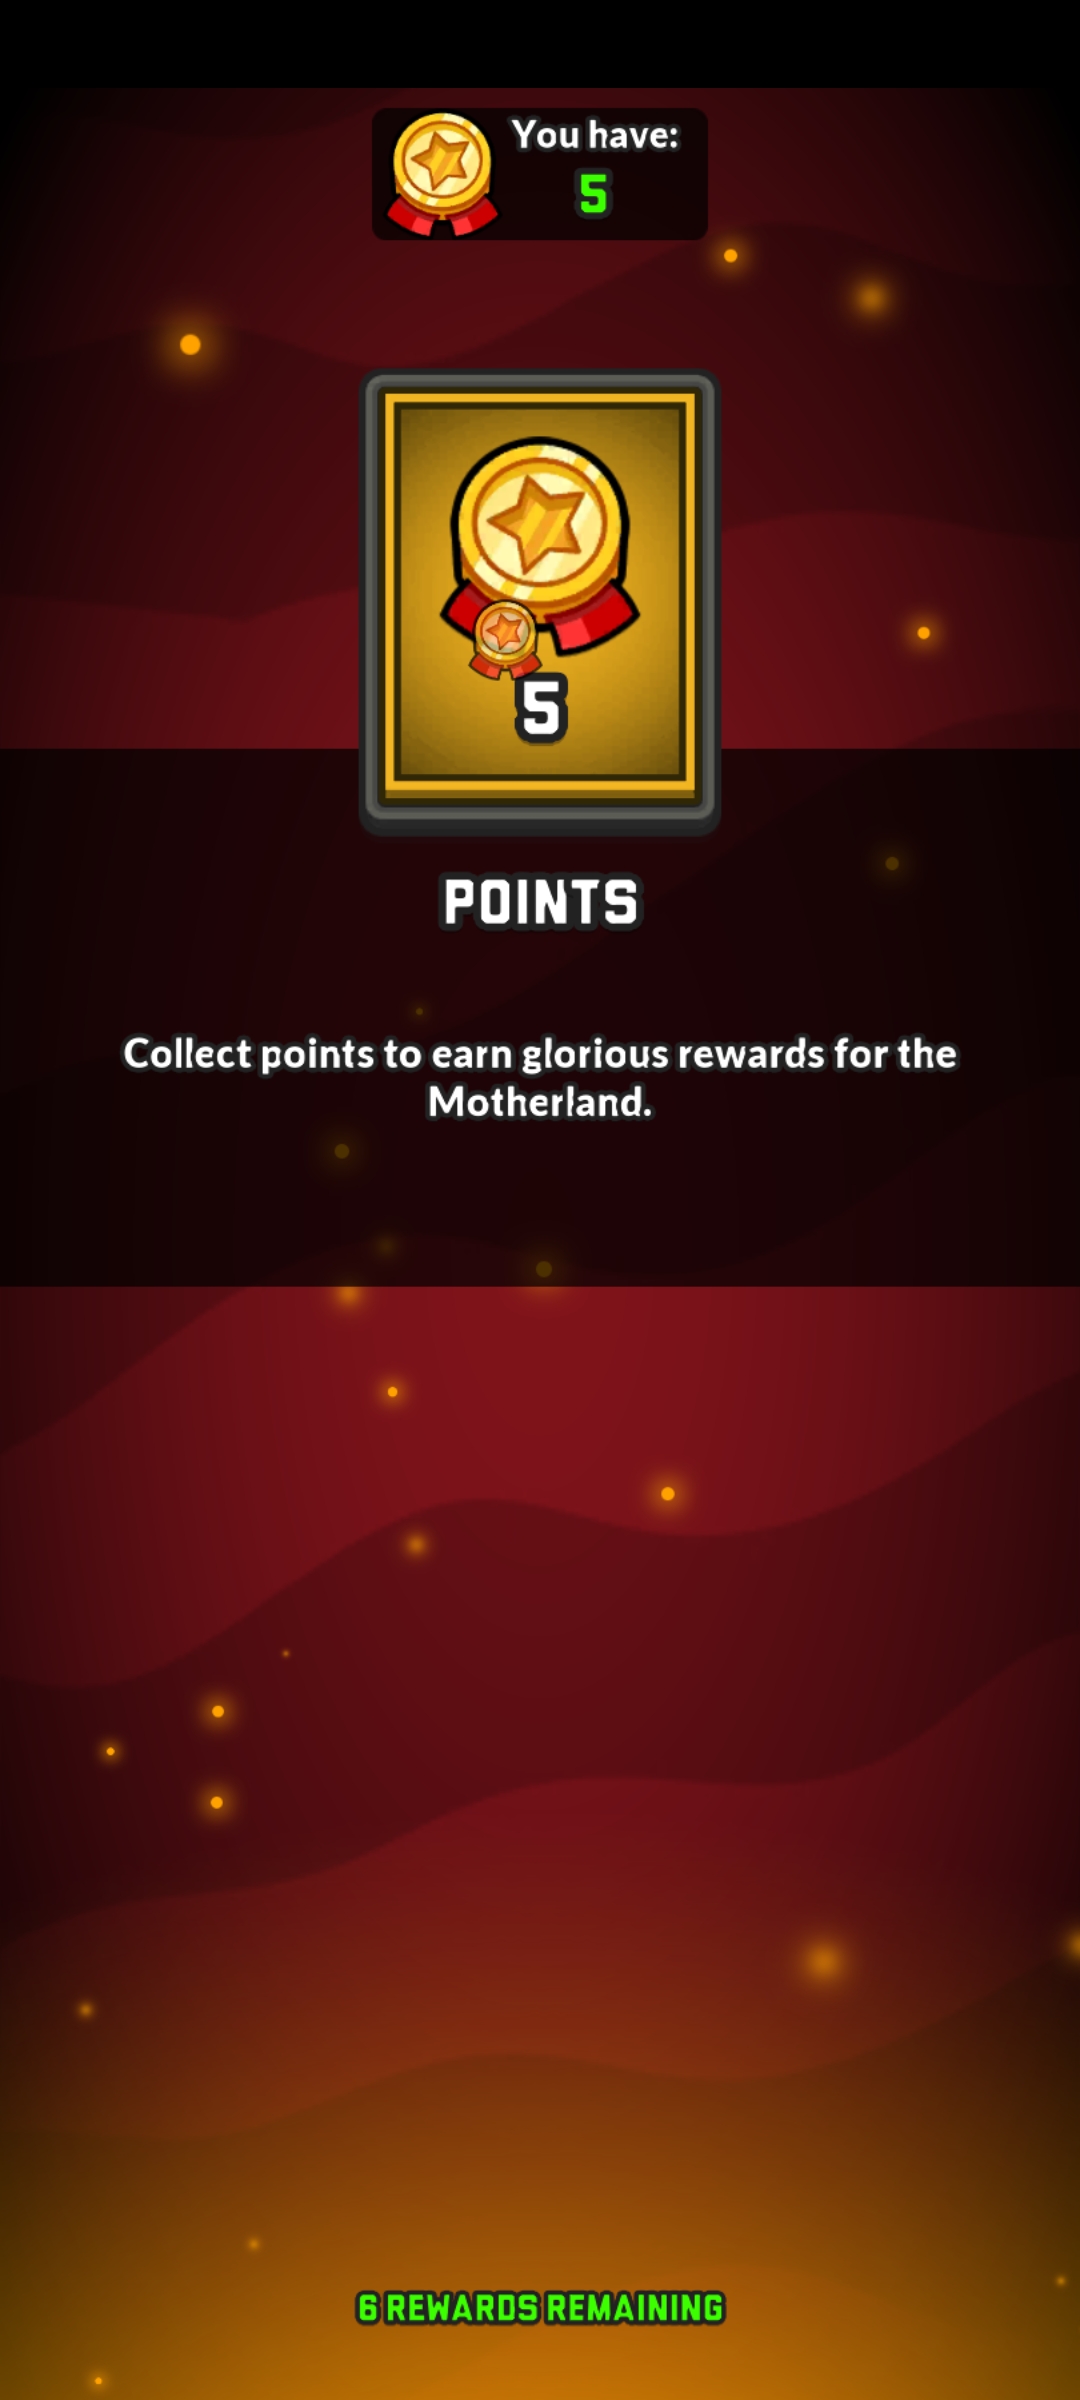 You have:
5
5
POINTS
Collect points to earn glorious rewards for the
Motherland.
6 REWARDS REMAINING